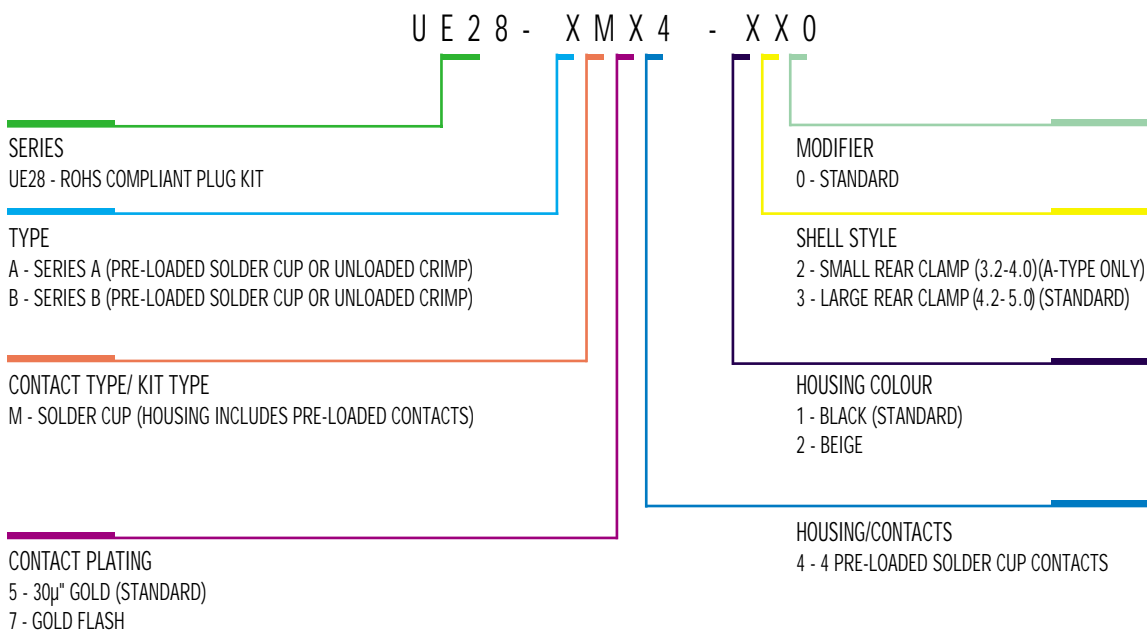 UE28- XMX4 - XX0
SERIES
UE28 - ROHS COMPLIANT PLUG KIT
TYPE
A - SERIES A (PRE-LOADED SOLDER CUP OR UNLOADED CRIMP)
B - SERIES B (PRE-LOADED SOLDER CUP OR UNLOADED CRIMP)
CONTACT TYPE/ KIT TYPE
M - SOLDER CUP (HOUSING INCLUDES PRE-LOADED CONTACTS)
CONTACT PLATING
5 - 30µ" GOLD (STANDARD)
7 - GOLD FLASH
MODIFIER
0 - STANDARD
SHELL STYLE
2 - SMALL REAR CLAMP (3.2-4.0)(A-TYPE ONLY)
3 - LARGE REAR CLAMP (4.2-5.0) (STANDARD)
HOUSING COLOUR
1 - BLACK (STANDARD)
2 - BEIGE
HOUSING/CONTACTS
4 - 4 PRE-LOADED SOLDER CUP CONTACTS